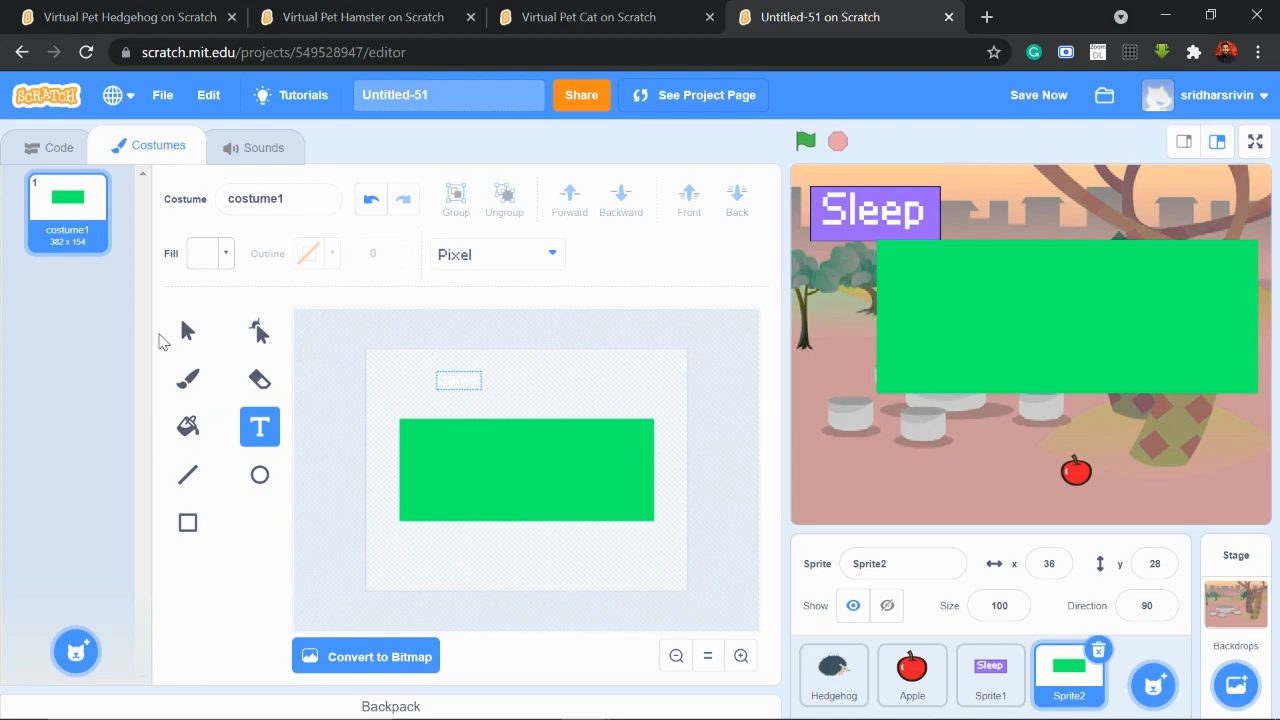 Virtual Pet Hedgehog on Scratch
Virtual Pet Hamster on Scratch
Virtual Pet Cat on Scratch
Untitled-51 on Scratch
scratch.mit.edu/projects/549528947/editor
Zoom
DL
SCRATCH
File
Edit
Tutorials
Untitled-51
Share
See Project Page
Save Now
sridharsrivin
Code
Costumes
Sounds
1
costume1
382 x 154
Costume
costume1
Group
Ungroup
Forward
Backward
Front
Back
Fill
Outline
0
Pixel
T
Convert to Bitmap
Backpack
Sleep
Sprite
Sprite2
x
36
y
28
Show
Size
100
Direction
90
Hedgehog
Apple
Sleep
Sprite1
Sprite2
Stage
Backdrops